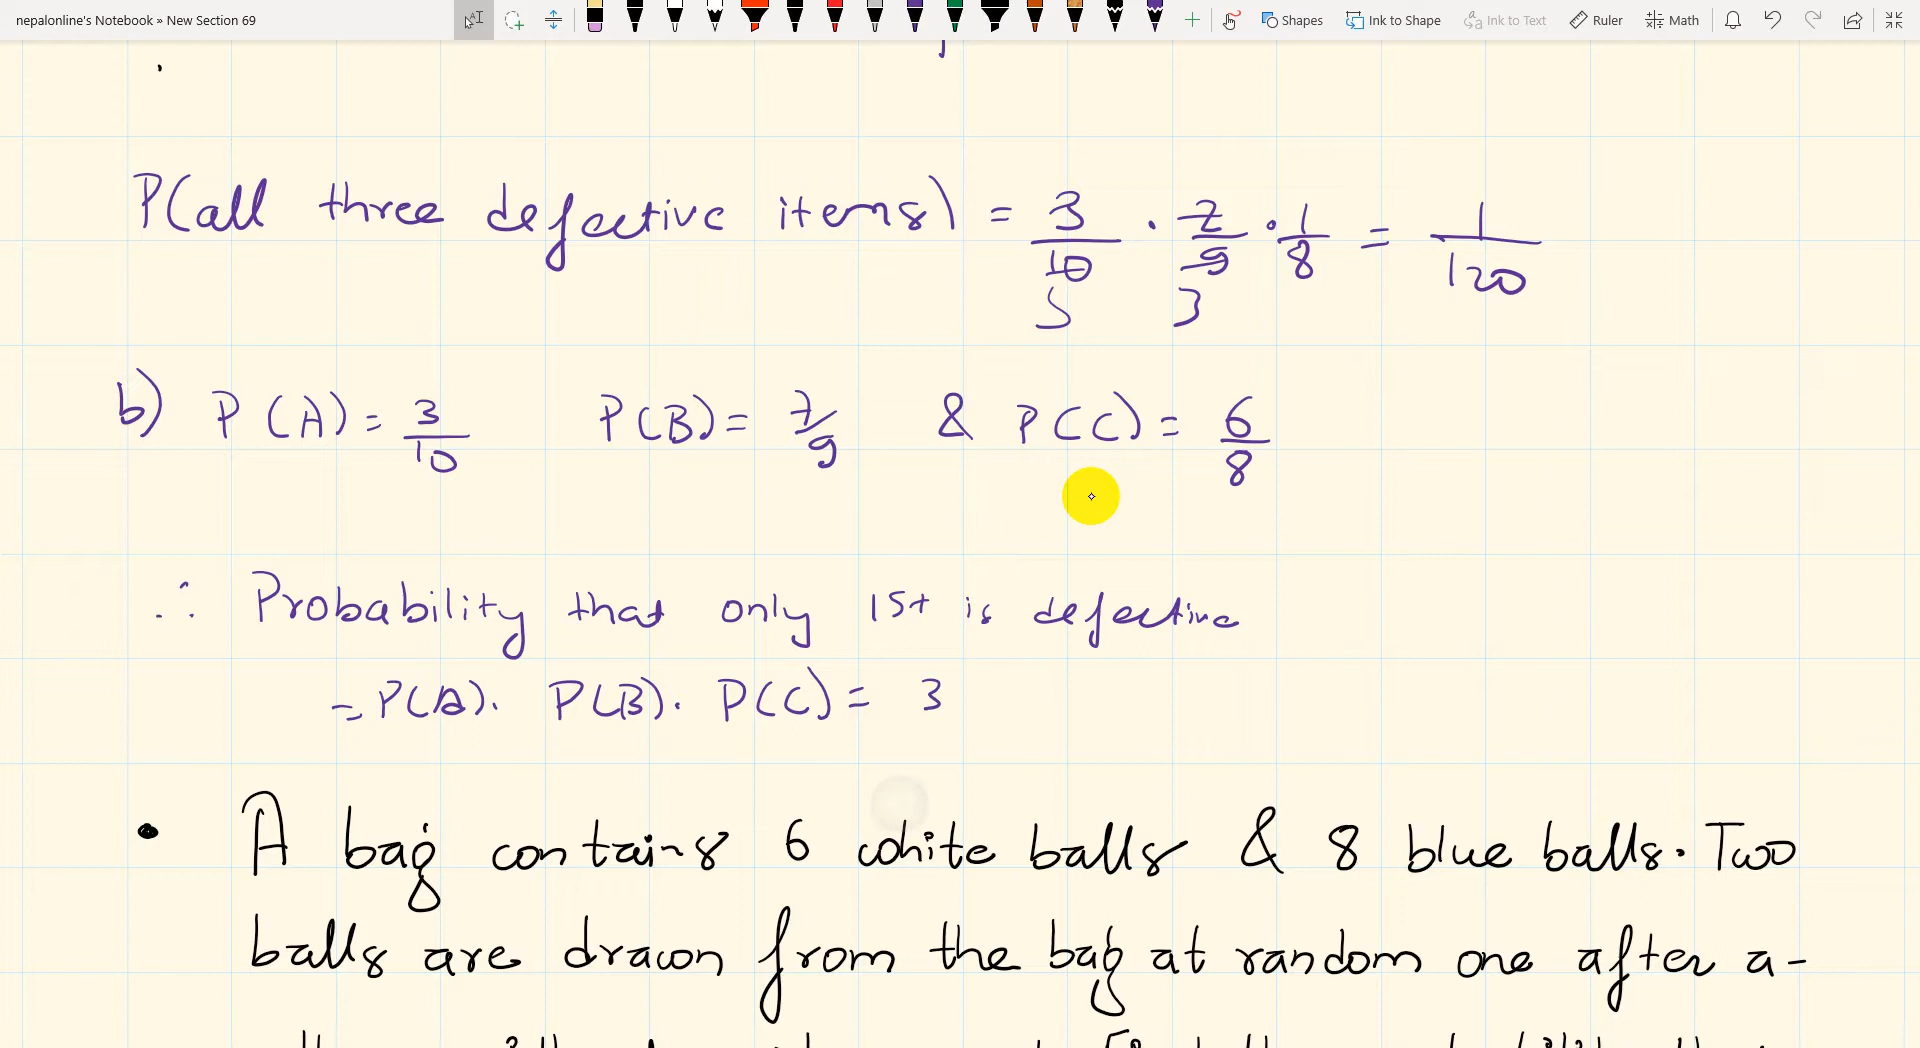 nepalonline's Notebook » New Section 69
Shapes Ink to Shape Ink to Text Ruler Math
P(all three defective items) = 3/10 . 2/9 . 1/8 = 1/120
5 3
b) P(A) = 3/10 P(B) = 7/9 & P(C) = 6/8
∴ Probability that only 1st is defective
= P(A). P(B). P(C) = 3
• A bag contains 6 white balls & 8 blue balls. Two
balls are drawn from the bag at random one after a-